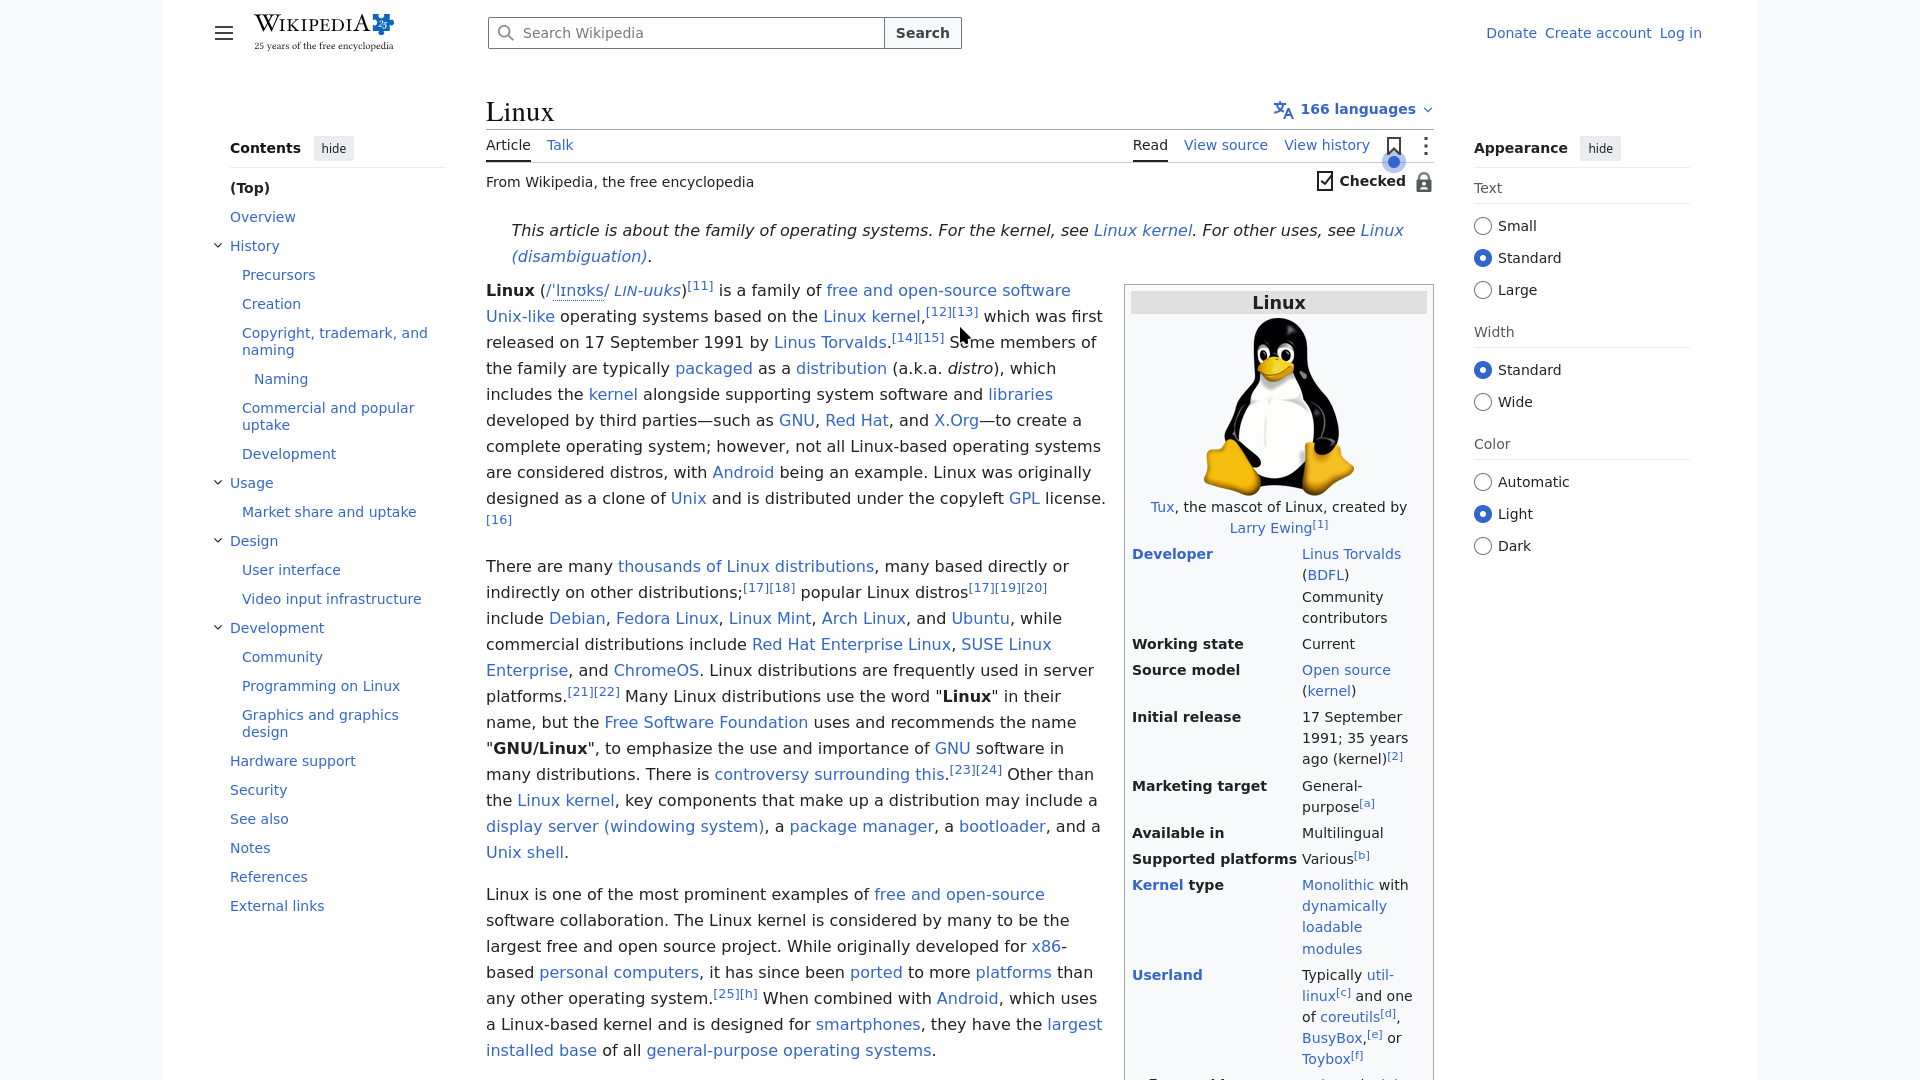 WIKIPEDIA
25 years of the free encyclopedia
Search Wikipedia
Search
Donate Create account Log in
Contents hide
(Top)
Overview
History
Precursors
Creation
Copyright, trademark, and
naming
Naming
Commercial and popular
uptake
Development
Usage
Market share and uptake
Design
User interface
Video input infrastructure
Development
Community
Programming on Linux
Graphics and graphics
design
Hardware support
Security
See also
Notes
References
External links
Linux
166 languages
Article Talk
Read View source View history
From Wikipedia, the free encyclopedia
Checked
This article is about the family of operating systems. For the kernel, see Linux kernel. For other uses, see Linux
(disambiguation).
Linux (/ˈlɪnʊks/ LIN-uuks)[11] is a family of free and open-source software
Unix-like operating systems based on the Linux kernel,[12][13] which was first
released on 17 September 1991 by Linus Torvalds.[14][15] Some members of
the family are typically packaged as a distribution (a.k.a. distro), which
includes the kernel alongside supporting system software and libraries
developed by third parties—such as GNU, Red Hat, and X.Org—to create a
complete operating system; however, not all Linux-based operating systems
are considered distros, with Android being an example. Linux was originally
designed as a clone of Unix and is distributed under the copyleft GPL license.
[16]
There are many thousands of Linux distributions, many based directly or
indirectly on other distributions;[17][18] popular Linux distros[17][19][20]
include Debian, Fedora Linux, Linux Mint, Arch Linux, and Ubuntu, while
commercial distributions include Red Hat Enterprise Linux, SUSE Linux
Enterprise, and ChromeOS. Linux distributions are frequently used in server
platforms.[21][22] Many Linux distributions use the word "Linux" in their
name, but the Free Software Foundation uses and recommends the name
"GNU/Linux", to emphasize the use and importance of GNU software in
many distributions. There is controversy surrounding this.[23][24] Other than
the Linux kernel, key components that make up a distribution may include a
display server (windowing system), a package manager, a bootloader, and a
Unix shell.
Linux is one of the most prominent examples of free and open-source
software collaboration. The Linux kernel is considered by many to be the
largest free and open source project. While originally developed for x86-
based personal computers, it has since been ported to more platforms than
any other operating system.[25][h] When combined with Android, which uses
a Linux-based kernel and is designed for smartphones, they have the largest
installed base of all general-purpose operating systems.
Linux
Tux, the mascot of Linux, created by
Larry Ewing[1]
Developer Linus Torvalds
(BDFL)
Community
contributors
Working state Current
Source model Open source
(kernel)
Initial release 17 September
1991; 35 years
ago (kernel)[2]
Marketing target General-
purpose[a]
Available in Multilingual
Supported platforms Various[b]
Kernel type Monolithic with
dynamically
loadable
modules
Userland Typically util-
linux[c] and one
of coreutils[d],
BusyBox,[e] or
Toybox[f]
Appearance hide
Text
Small
Standard
Large
Width
Standard
Wide
Color
Automatic
Light
Dark